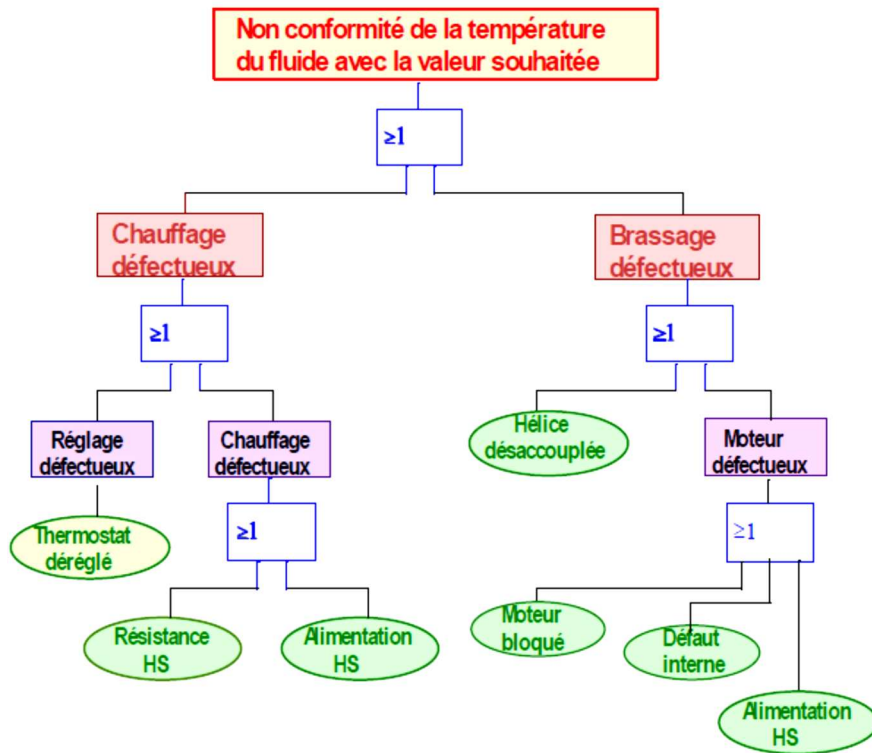 Non conformité de la température
du fluide avec la valeur souhaitée
≥1
Chauffage
défectueux
Brassage
défectueux
≥1
≥1
Réglage
défectueux
Chauffage
défectueux
Hélice
désaccouplée
Moteur
défectueux
Thermostat
déréglé
≥1
≥1
Résistance
HS
Alimentation
HS
Moteur
bloqué
Défaut
interne
Alimentation
HS